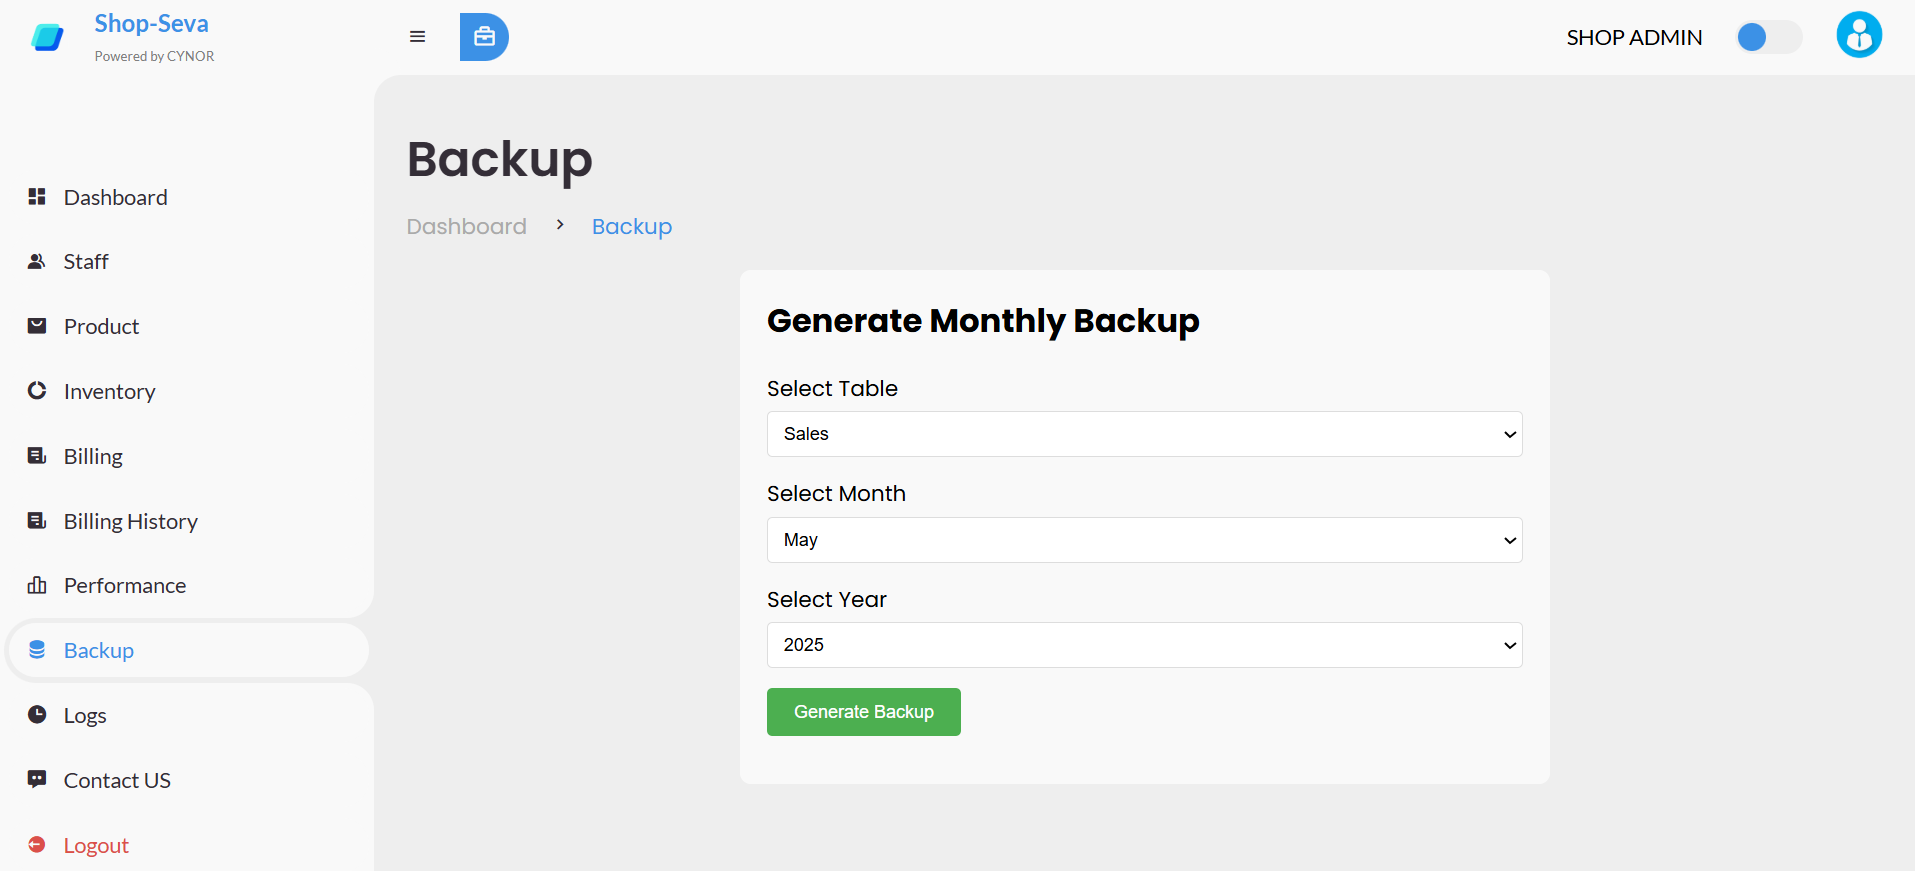 Shop-Seva
Powered by CYNOR
SHOP ADMIN
Dashboard
Staff
Product
Inventory
Billing
Billing History
Performance
Backup
Logs
Contact US
Logout
Backup
Dashboard > Backup
Generate Monthly Backup
Select Table
Sales
Select Month
May
Select Year
2025
Generate Backup